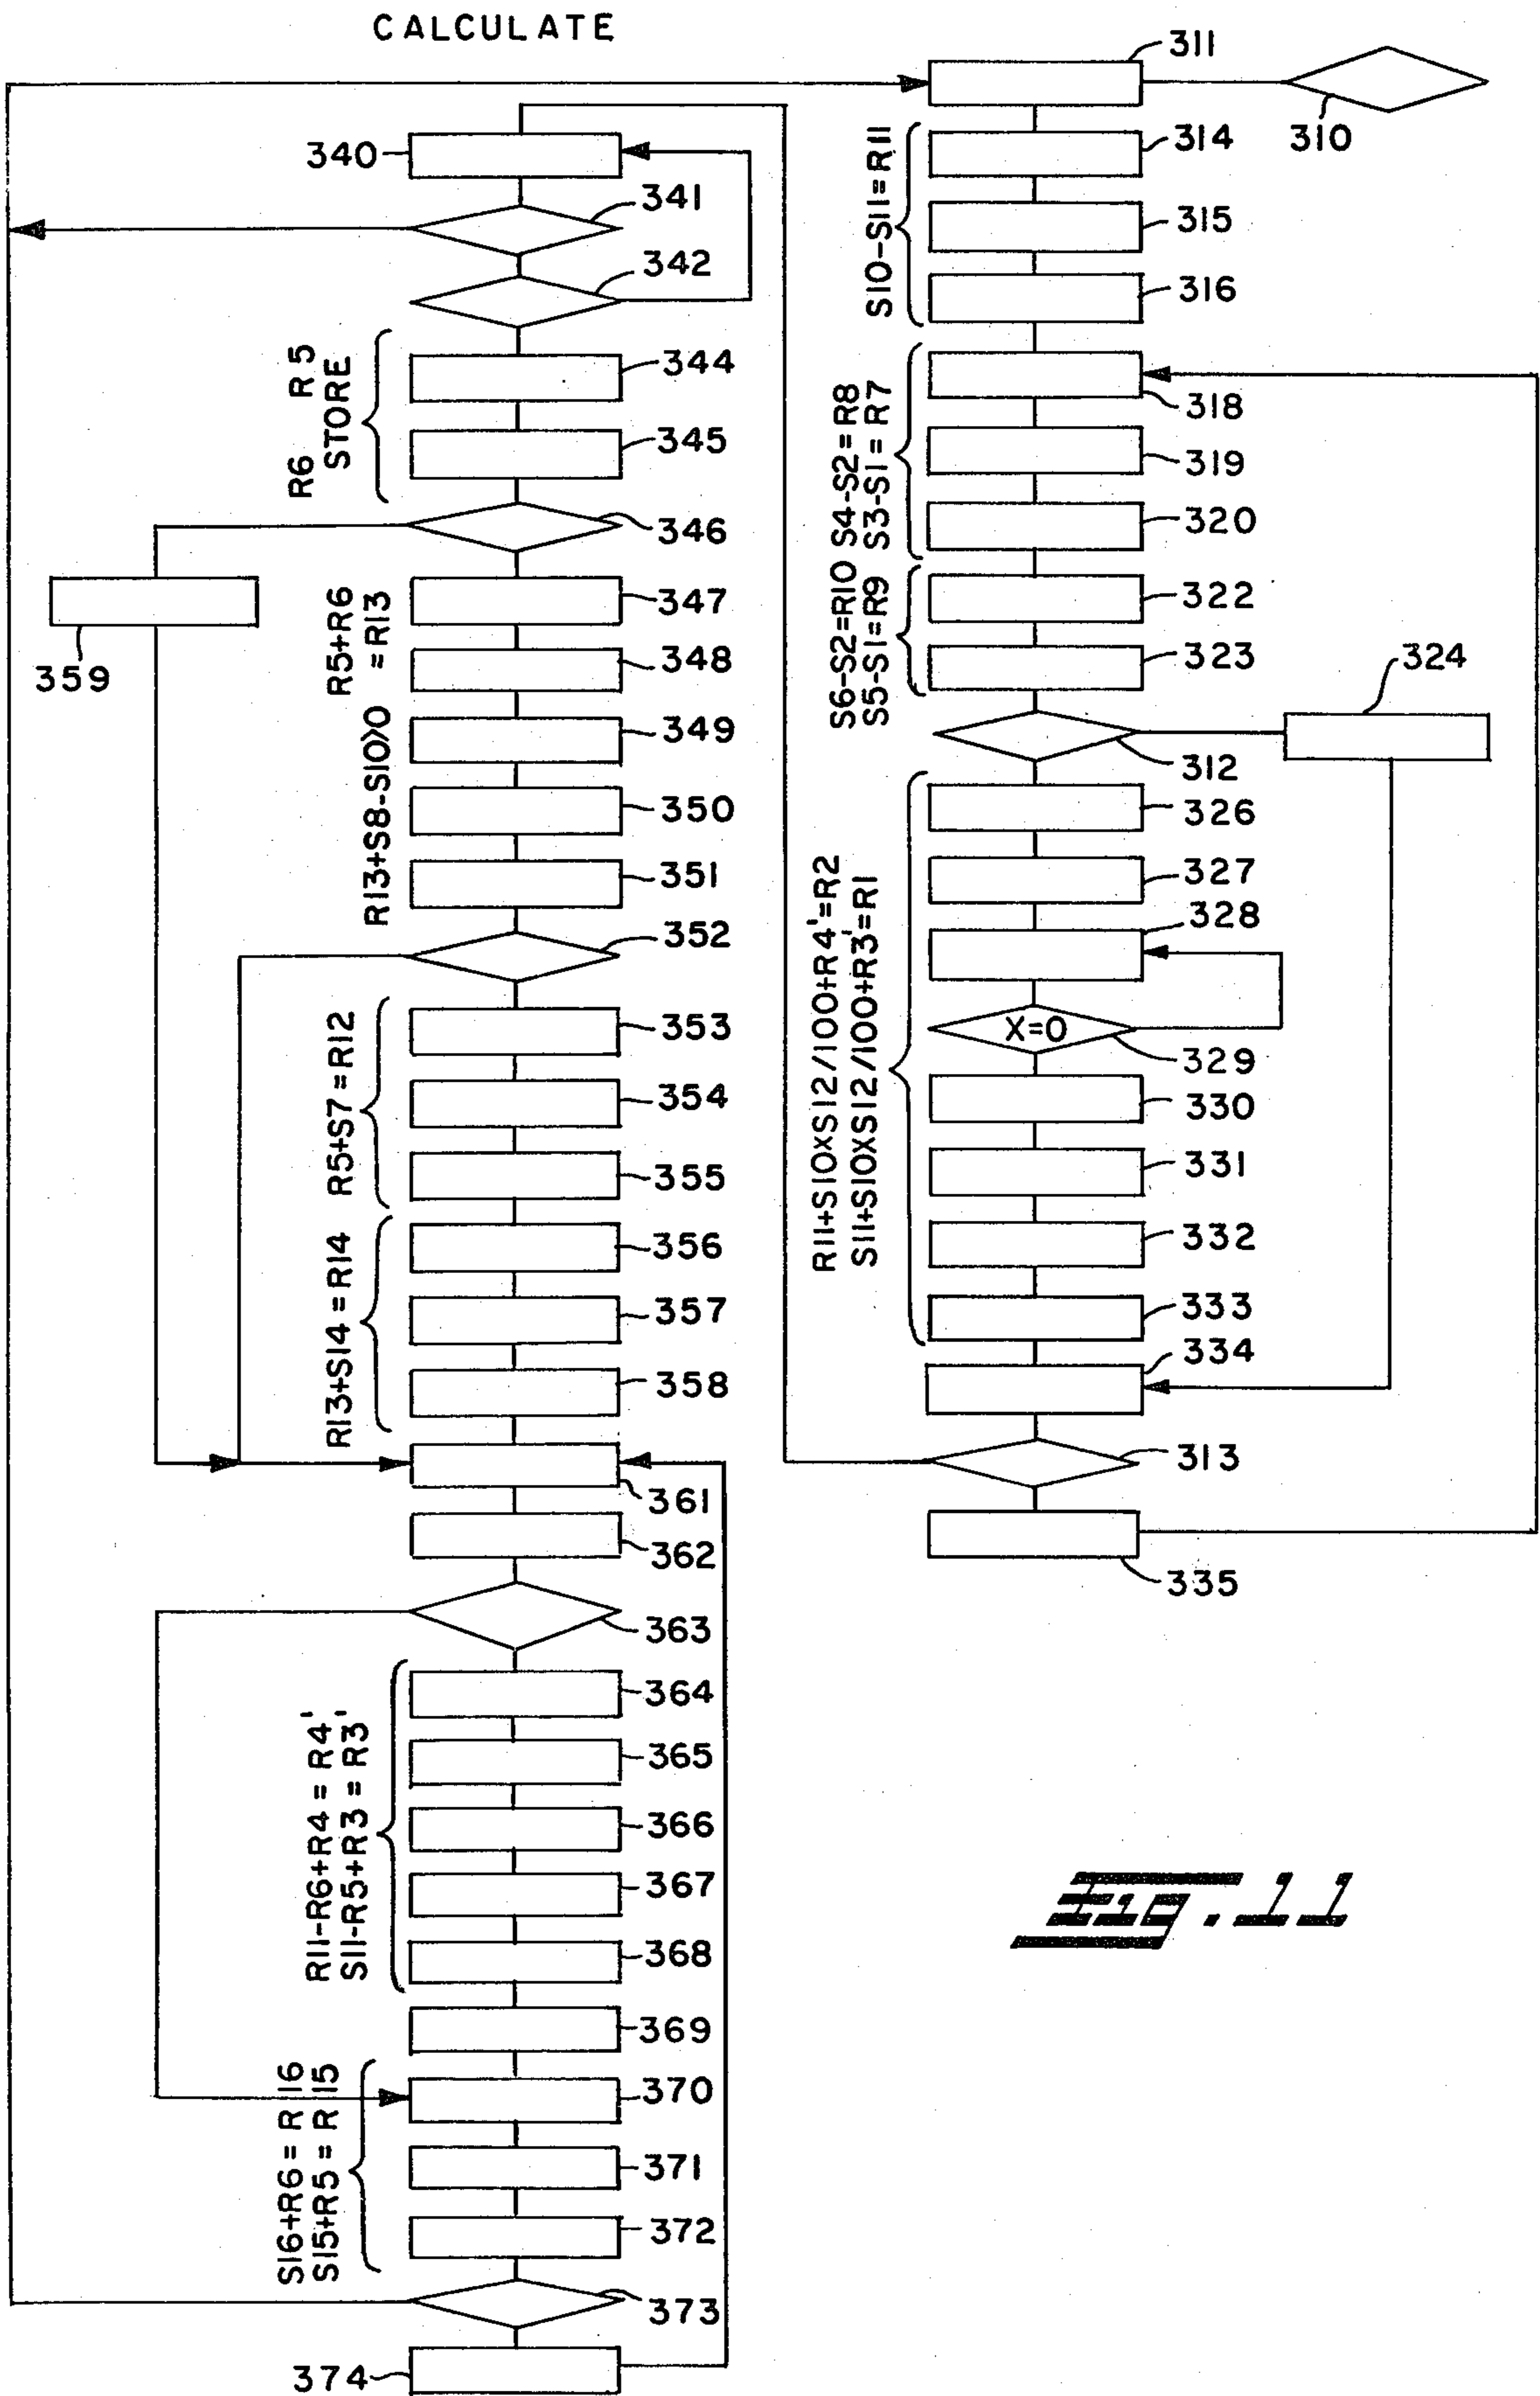 CALCULATE
311
310
S10-S11=R11
314
315
316
S4-S2=R8
S3-S1=R7
318
319
320
S6-S2=R10
S5-S1=R9
322
323
324
312
R11+S10XS12/100+R4'=R2
S11+S10XS12/100+R3'=R1
326
327
328
X=0
329
330
331
332
333
334
313
335
340
341
342
R6 R5
STORE
344
345
346
359
R5+R6
=R13
R13+S8-S10>0
347
348
349
350
351
352
R5+S7=R12
353
354
355
R13+S14=R14
356
357
358
361
362
363
R11-R6+R4=R4'
S11-R5+R3=R3'
364
365
366
367
368
369
S16+R6=R16
S15+R5=R15
370
371
372
373
374
Fig. 11